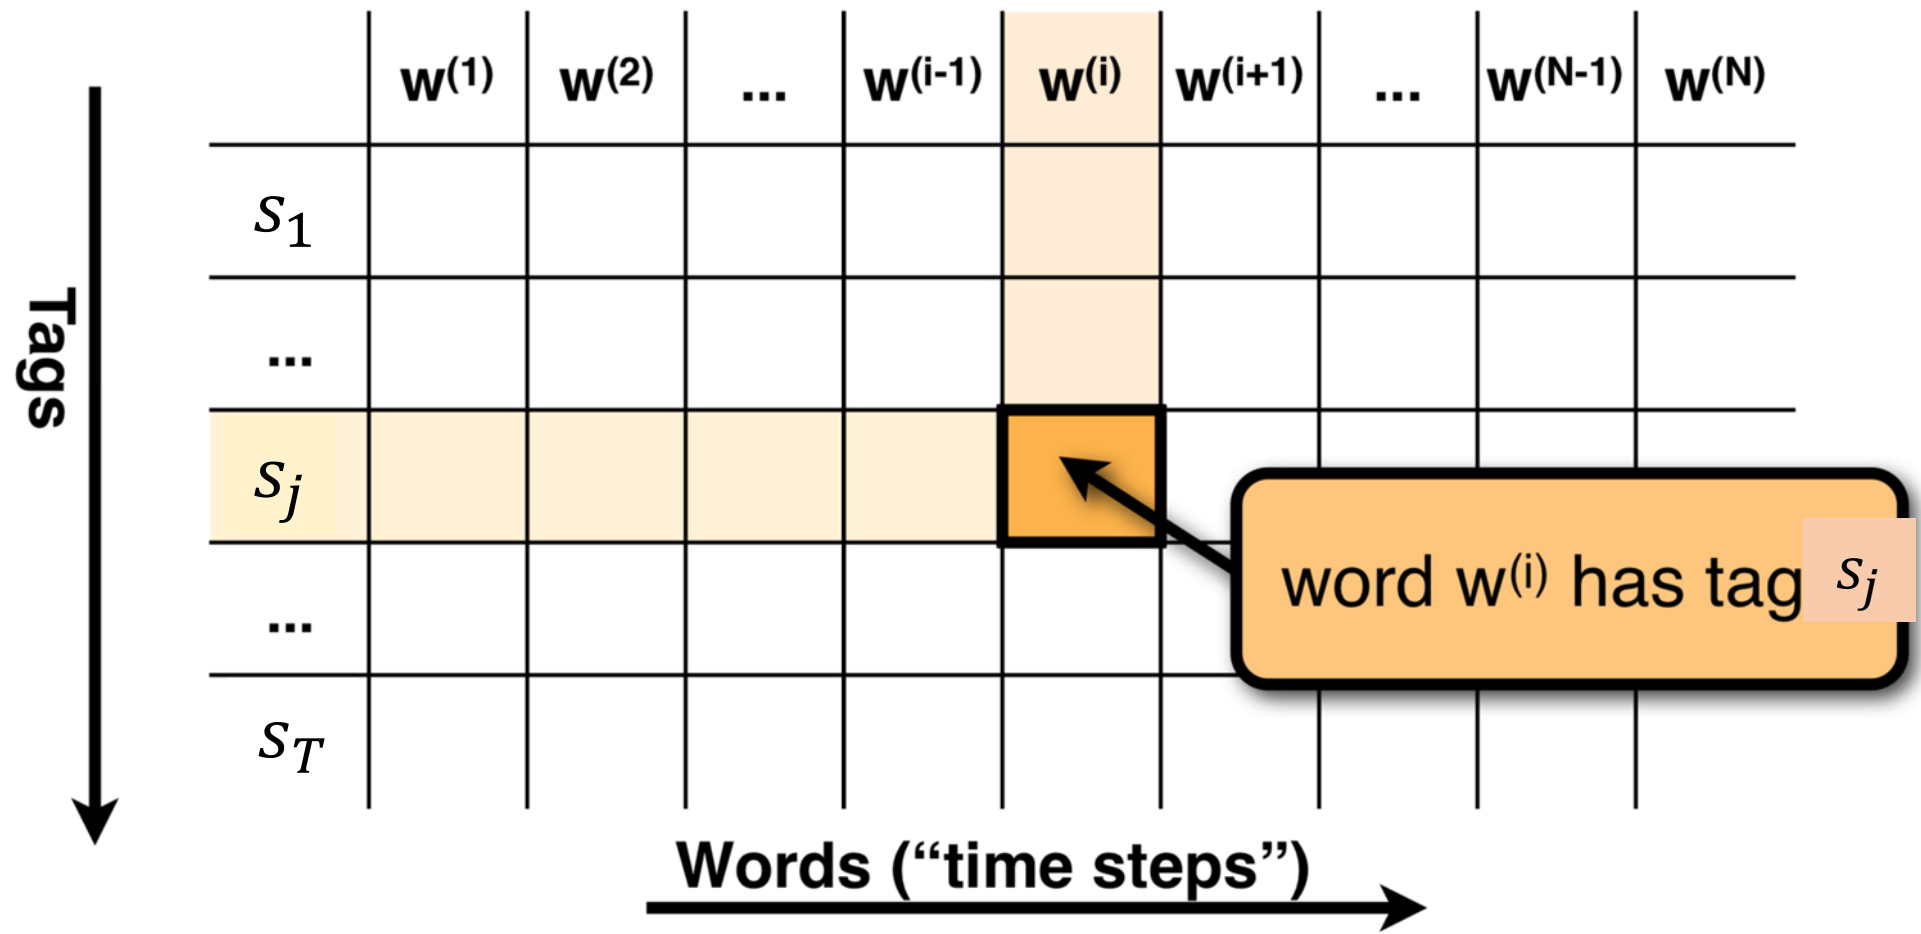 w(1) w(2) ... w(i-1) w(i) w(i+1) ... w(N-1) w(N)
s1
...
sj
...
sT
Tags
word w(i) has tag sj
Words (“time steps”)